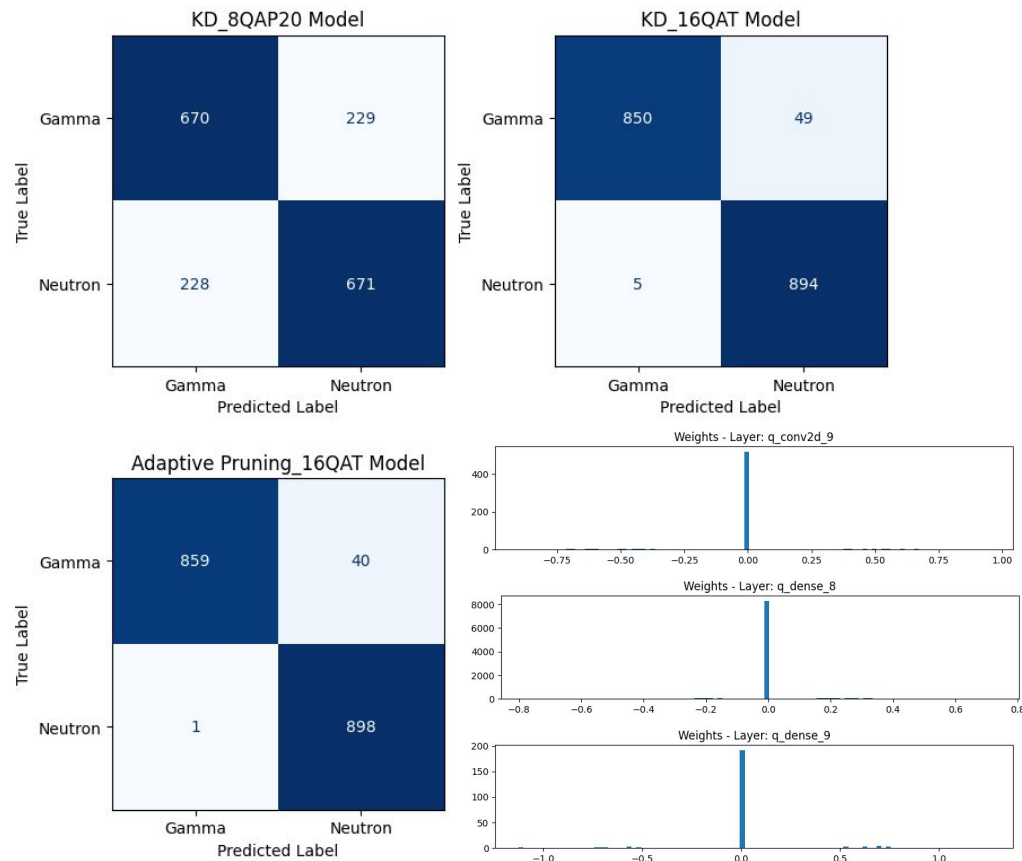 KD_8QAP20 Model
True Label
Gamma
670 229
Neutron
228 671
Gamma Neutron
Predicted Label
KD_16QAT Model
True Label
Gamma
850 49
Neutron
5 894
Gamma Neutron
Predicted Label
Adaptive Pruning_16QAT Model
True Label
Gamma
859 40
Neutron
1 898
Gamma Neutron
Predicted Label
Weights - Layer: q_conv2d_9
400
200
0
−0.75 −0.50 −0.25 0.00 0.25 0.50 0.75 1.00
Weights - Layer: q_dense_8
8000
6000
4000
2000
0
−0.8 −0.6 −0.4 −0.2 0.0 0.2 0.4 0.6 0.8
Weights - Layer: q_dense_9
200
150
100
50
0
−1.0 −0.5 0.0 0.5 1.0